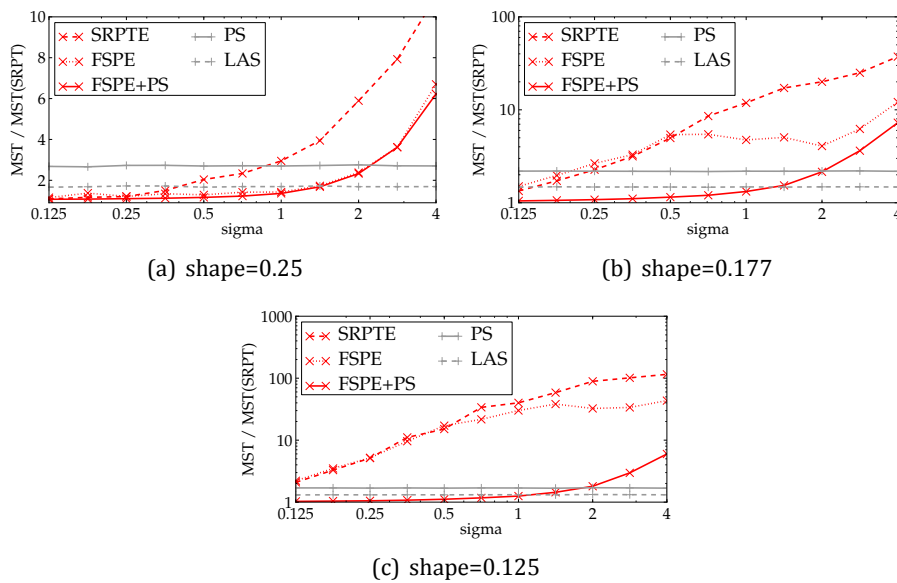 10
8
6
4
2
MST / MST(SRPT)
SRPTE
FSPE
FSPE+PS
PS
LAS
0.125 0.25 0.5 1 2 4
sigma
(a) shape=0.25
100
10
1
MST / MST(SRPT)
SRPTE
FSPE
FSPE+PS
PS
LAS
0.125 0.25 0.5 1 2 4
sigma
(b) shape=0.177
1000
100
10
1
MST / MST(SRPT)
SRPTE
FSPE
FSPE+PS
PS
LAS
0.125 0.25 0.5 1 2 4
sigma
(c) shape=0.125